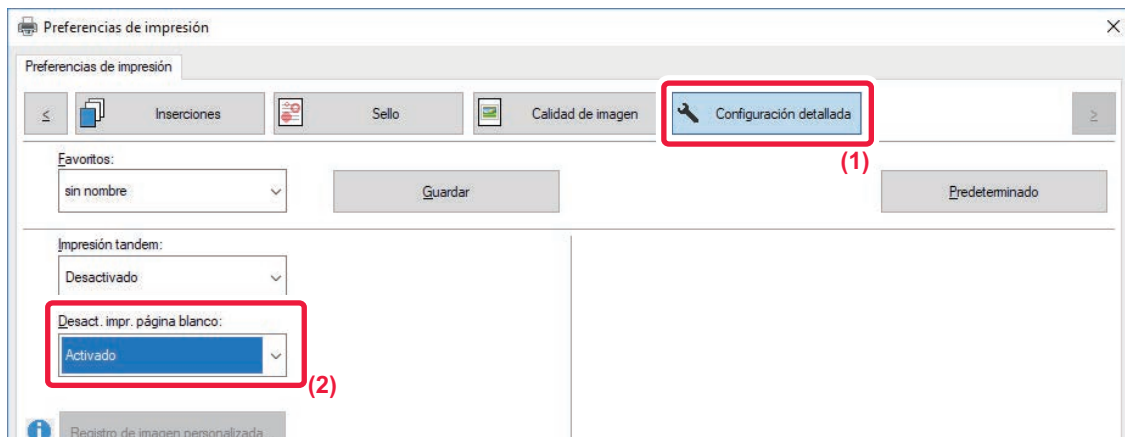 Preferencias de impresión
Preferencias de impresión
< Inserciones Sello Calidad de imagen Configuración detallada >
(1)
Favoritos:
sin nombre Guardar Predeterminado
Impresión tandem:
Desactivado
Desact. impr. página blanco:
Activado
(2)
Registro de imagen personalizada